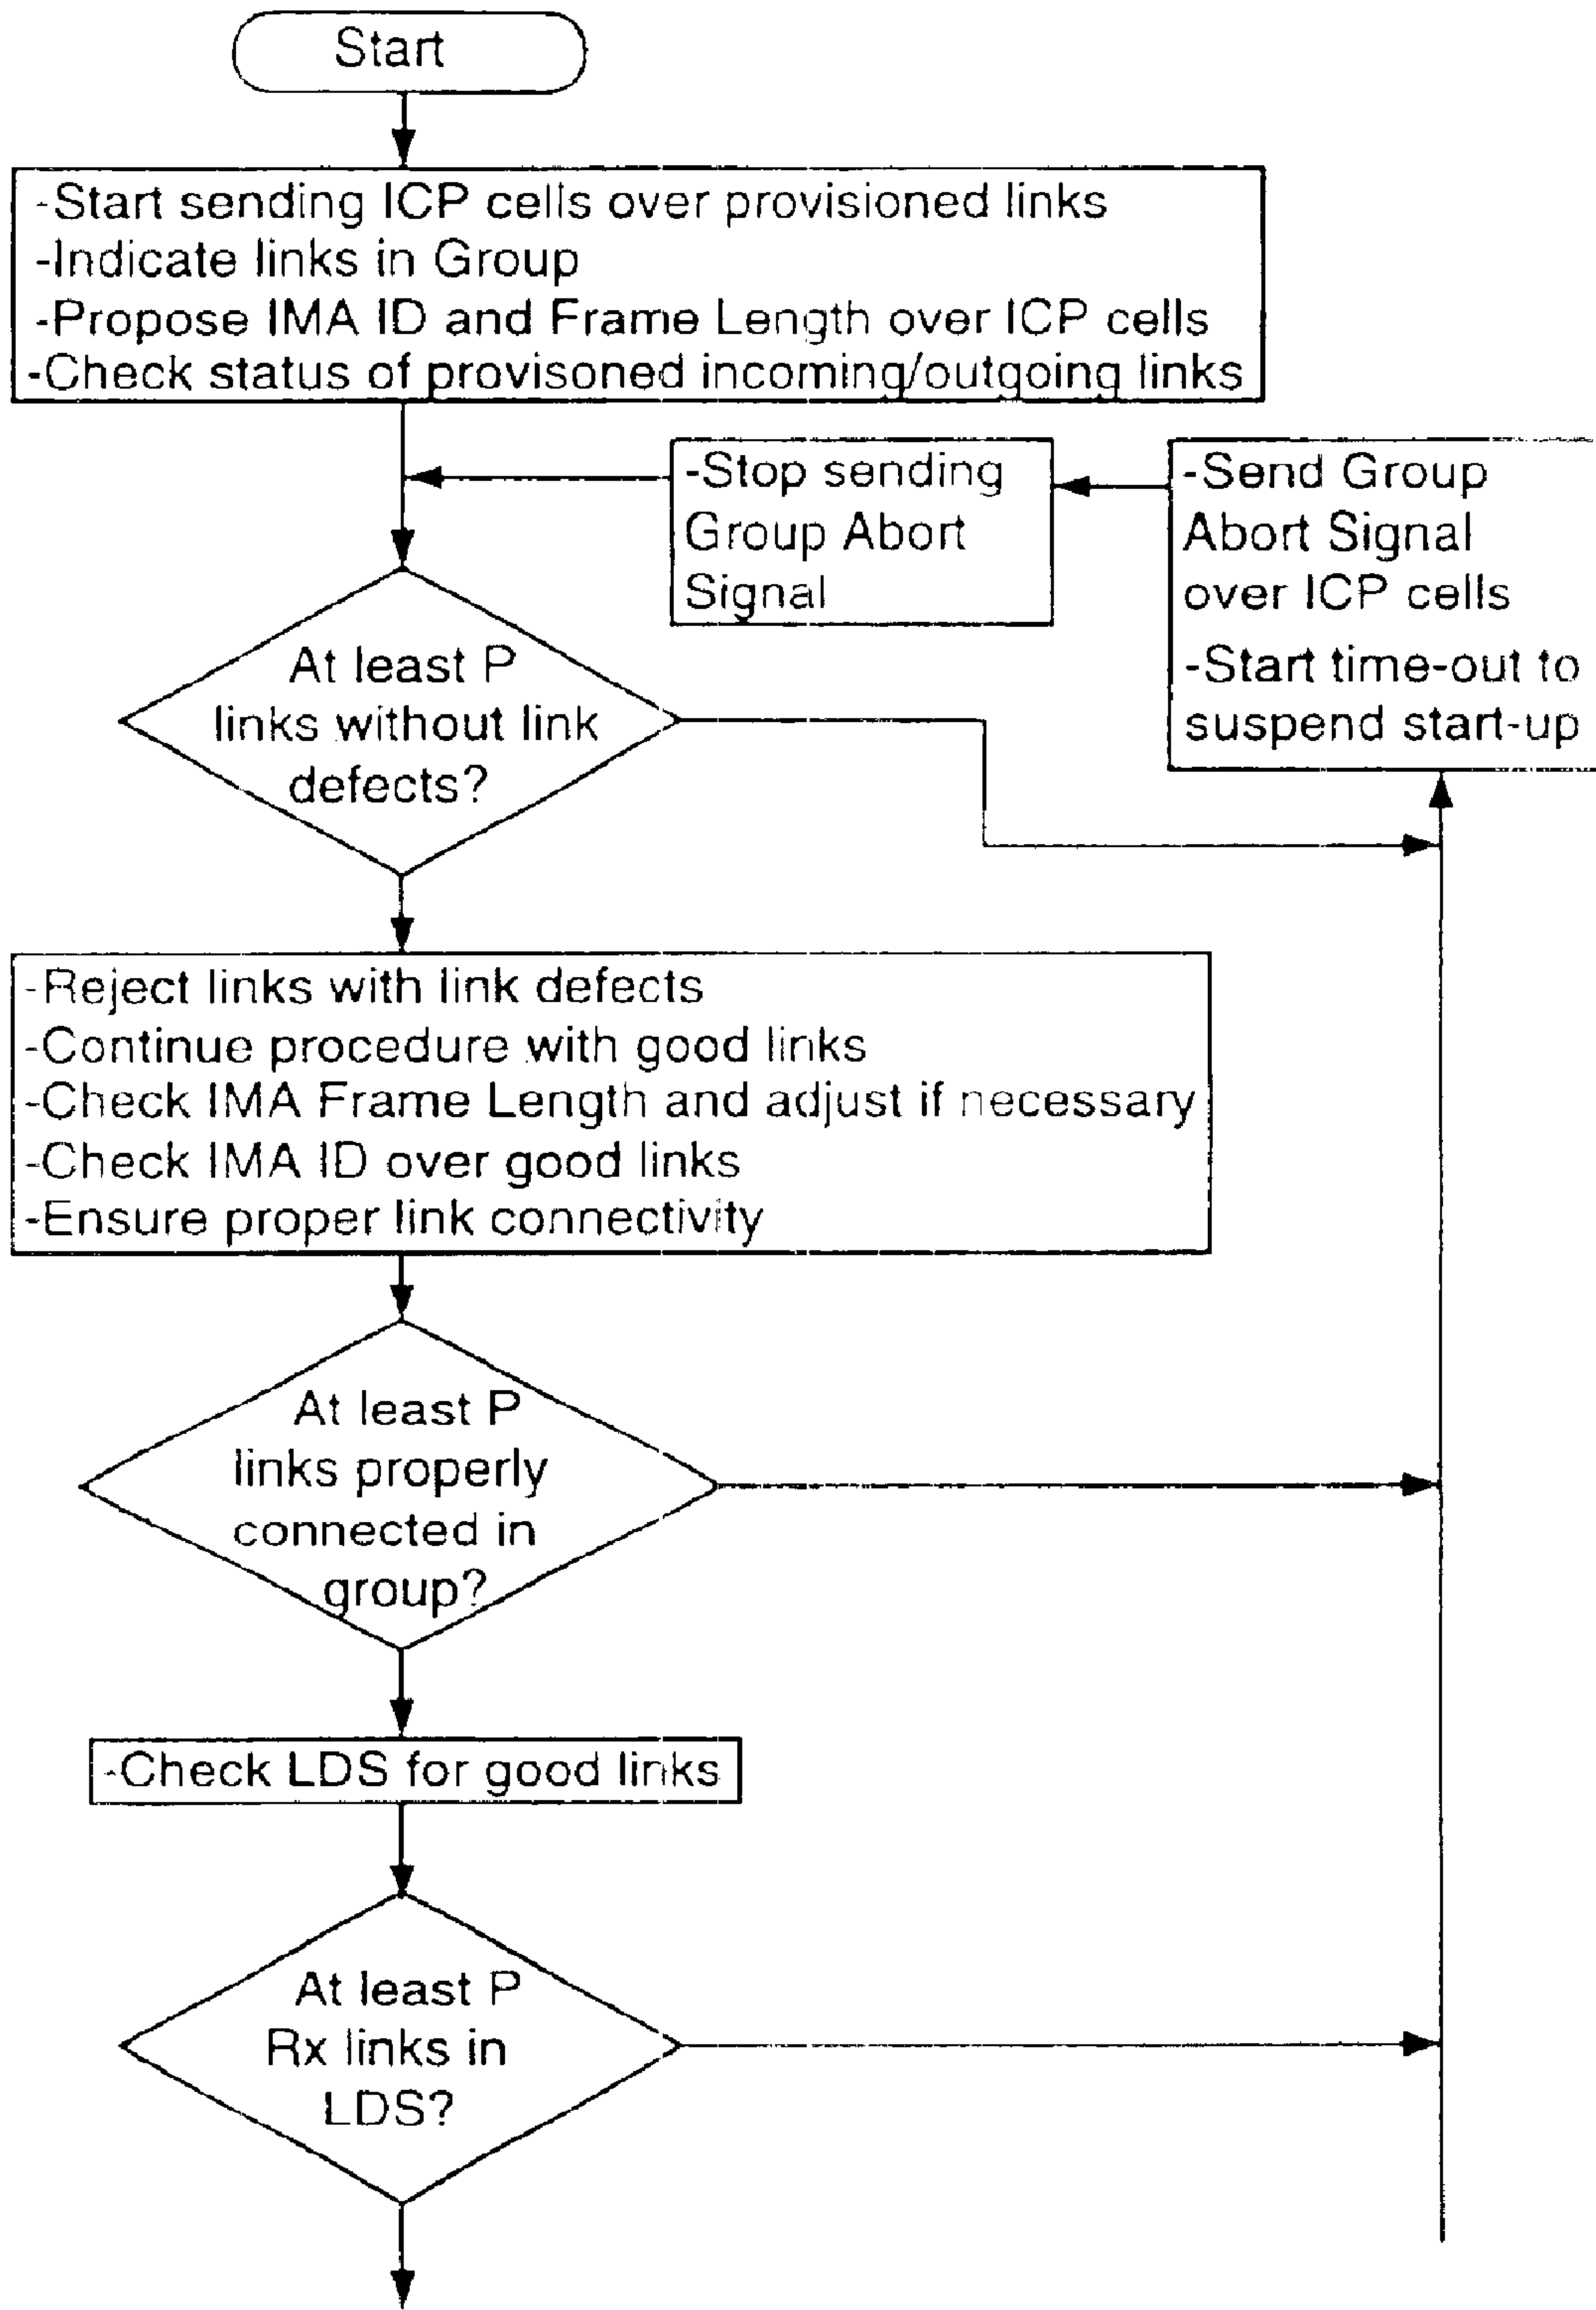 Start
-Start sending ICP cells over provisioned links
-Indicate links in Group
-Propose IMA ID and Frame Length over ICP cells
-Check status of provisoned incoming/outgoing links
-Stop sending
Group Abort
Signal
-Send Group
Abort Signal
over ICP cells
-Start time-out to
suspend start-up
At least P
links without link
defects?
-Reject links with link defects
-Continue procedure with good links
-Check IMA Frame Length and adjust if necessary
-Check IMA ID over good links
-Ensure proper link connectivity
At least P
links properly
connected in
group?
-Check LDS for good links
At least P
Rx links in
LDS?